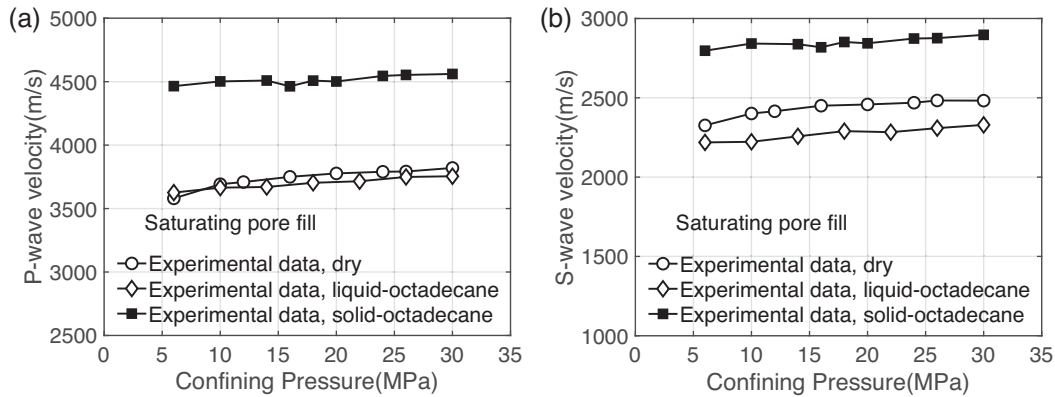 (a)
5000
4500
4000
3500
3000
2500
P-wave velocity(m/s)
Saturating pore fill
Experimental data, dry
Experimental data, liquid-octadecane
Experimental data, solid-octadecane
0 5 10 15 20 25 30 35
Confining Pressure(MPa)
(b)
3000
2500
2000
1500
1000
S-wave velocity(m/s)
Saturating pore fill
Experimental data, dry
Experimental data, liquid-octadecane
Experimental data, solid-octadecane
0 5 10 15 20 25 30 35
Confining Pressure(MPa)